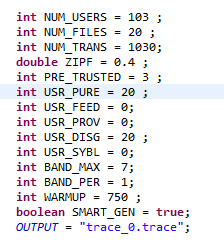 int NUM_USERS = 103 ;
int NUM_FILES = 20 ;
int NUM_TRANS = 1030;
double ZIPF = 0.4 ;
int PRE_TRUSTED = 3 ;
int USR_PURE = 20 ;
int USR_FEED = 0;
int USR_PROV = 0;
int USR_DISG = 20 ;
int USR_SYBL = 0;
int BAND_MAX = 7;
int BAND_PER = 1;
int WARMUP = 750 ;
boolean SMART_GEN = true;
OUTPUT = "trace_0.trace";